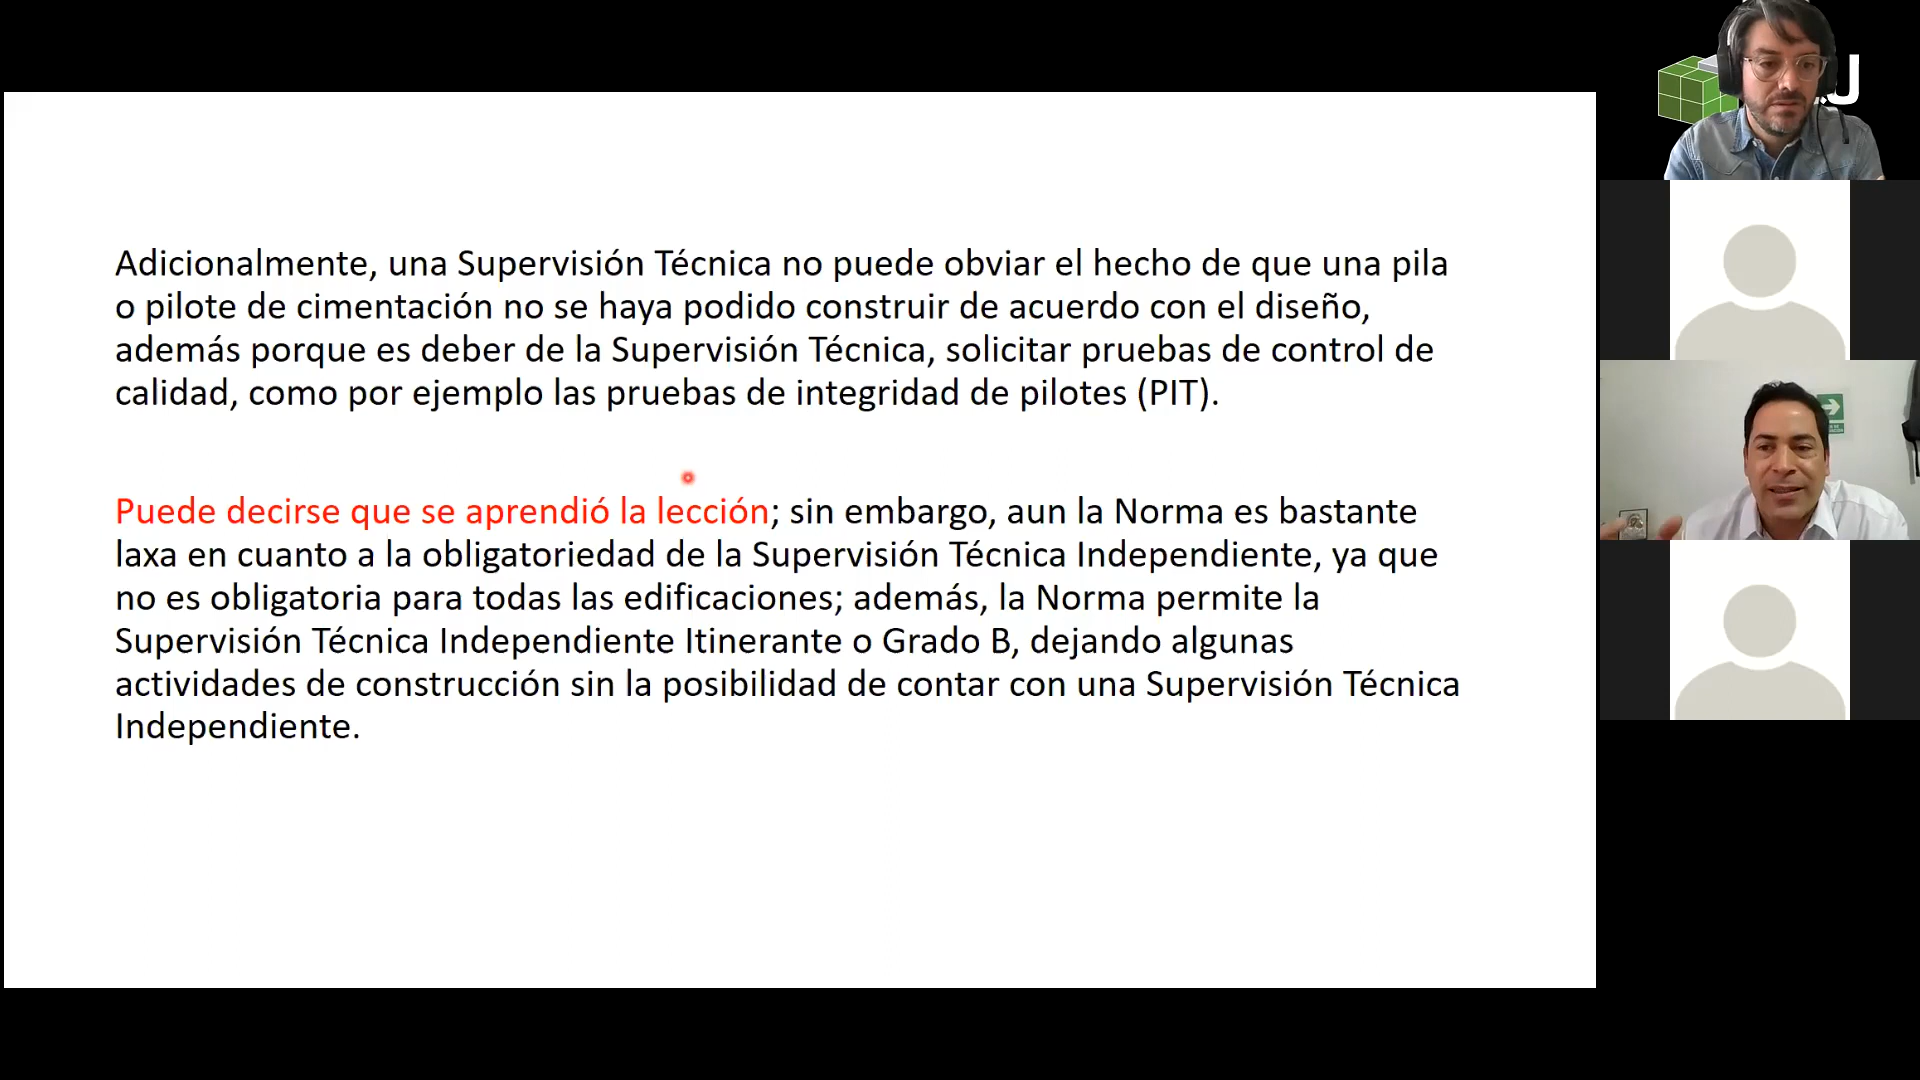 Adicionalmente, una Supervisión Técnica no puede obviar el hecho de que una pila
o pilote de cimentación no se haya podido construir de acuerdo con el diseño,
además porque es deber de la Supervisión Técnica, solicitar pruebas de control de
calidad, como por ejemplo las pruebas de integridad de pilotes (PIT).
Puede decirse que se aprendió la lección; sin embargo, aun la Norma es bastante
laxa en cuanto a la obligatoriedad de la Supervisión Técnica Independiente, ya que
no es obligatoria para todas las edificaciones; además, la Norma permite la
Supervisión Técnica Independiente Itinerante o Grado B, dejando algunas
actividades de construcción sin la posibilidad de contar con una Supervisión Técnica
Independiente.